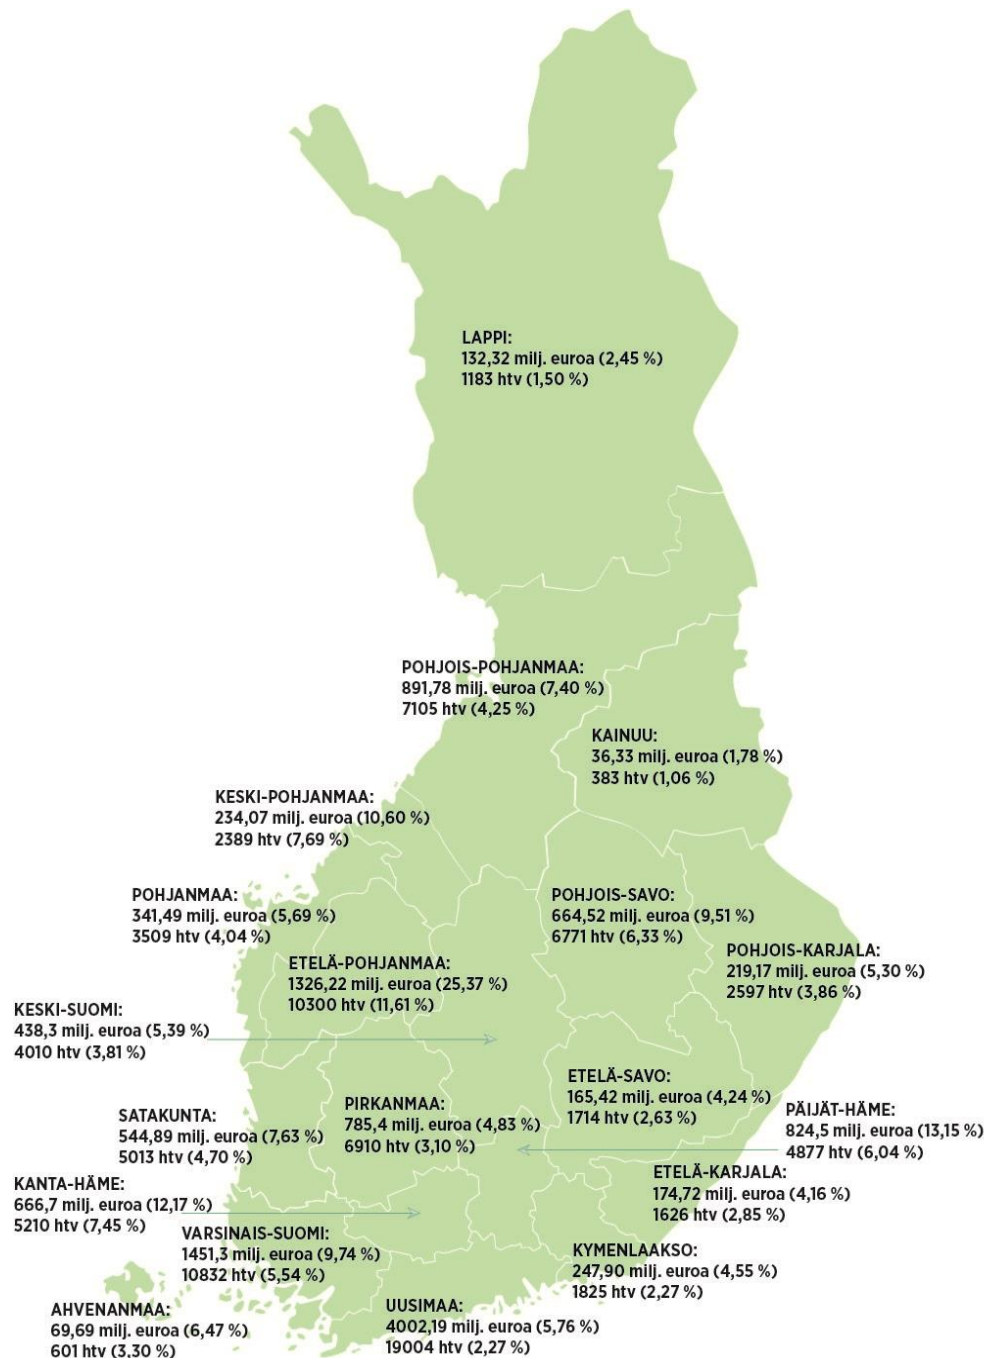 LAPPI:
132,32 milj. euroa (2,45 %)
1183 htv (1,50 %)
POHJOIS-POHJANMAA:
891,78 milj. euroa (7,40 %)
7105 htv (4,25 %)
KAINUU:
36,33 milj. euroa (1,78 %)
383 htv (1,06 %)
KESKI-POHJANMAA:
234,07 milj. euroa (10,60 %)
2389 htv (7,69 %)
POHJANMAA:
341,49 milj. euroa (5,69 %)
3509 htv (4,04 %)
POHJOIS-SAVO:
664,52 milj. euroa (9,51 %)
6771 htv (6,33 %)
POHJOIS-KARJALA:
219,17 milj. euroa (5,30 %)
2597 htv (3,86 %)
ETELÄ-POHJANMAA:
1326,22 milj. euroa (25,37 %)
10300 htv (11,61 %)
KESKI-SUOMI:
438,3 milj. euroa (5,39 %)
4010 htv (3,81 %)
ETELÄ-SAVO:
165,42 milj. euroa (4,24 %)
1714 htv (2,63 %)
PIRKANMAA:
785,4 milj. euroa (4,83 %)
6910 htv (3,10 %)
PÄIJÄT-HÄME:
824,5 milj. euroa (13,15 %)
4877 htv (6,04 %)
SATAKUNTA:
544,89 milj. euroa (7,63 %)
5013 htv (4,70 %)
ETELÄ-KARJALA:
174,72 milj. euroa (4,16 %)
1626 htv (2,85 %)
KANTA-HÄME:
666,7 milj. euroa (12,17 %)
5210 htv (7,45 %)
VARSINAIS-SUOMI:
1451,3 milj. euroa (9,74 %)
10832 htv (5,54 %)
KYMENLAAKSO:
247,90 milj. euroa (4,55 %)
1825 htv (2,27 %)
AHVENANMAA:
69,69 milj. euroa (6,47 %)
601 htv (3,30 %)
UUSIMAA:
4002,19 milj. euroa (5,76 %)
19004 htv (2,27 %)